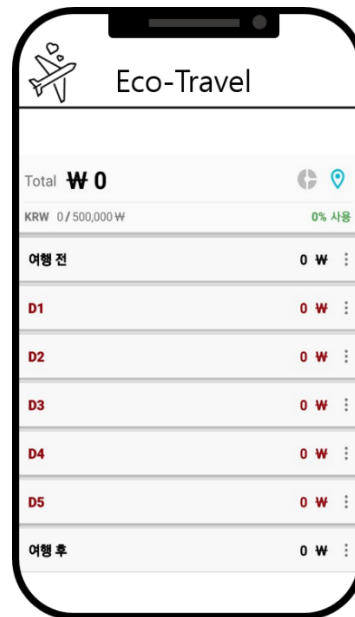 Eco-Travel
Total ₩ 0
KRW 0 / 500,000 ₩ 0% 사용
여행 전 0 ₩
D1 0 ₩
D2 0 ₩
D3 0 ₩
D4 0 ₩
D5 0 ₩
여행 후 0 ₩